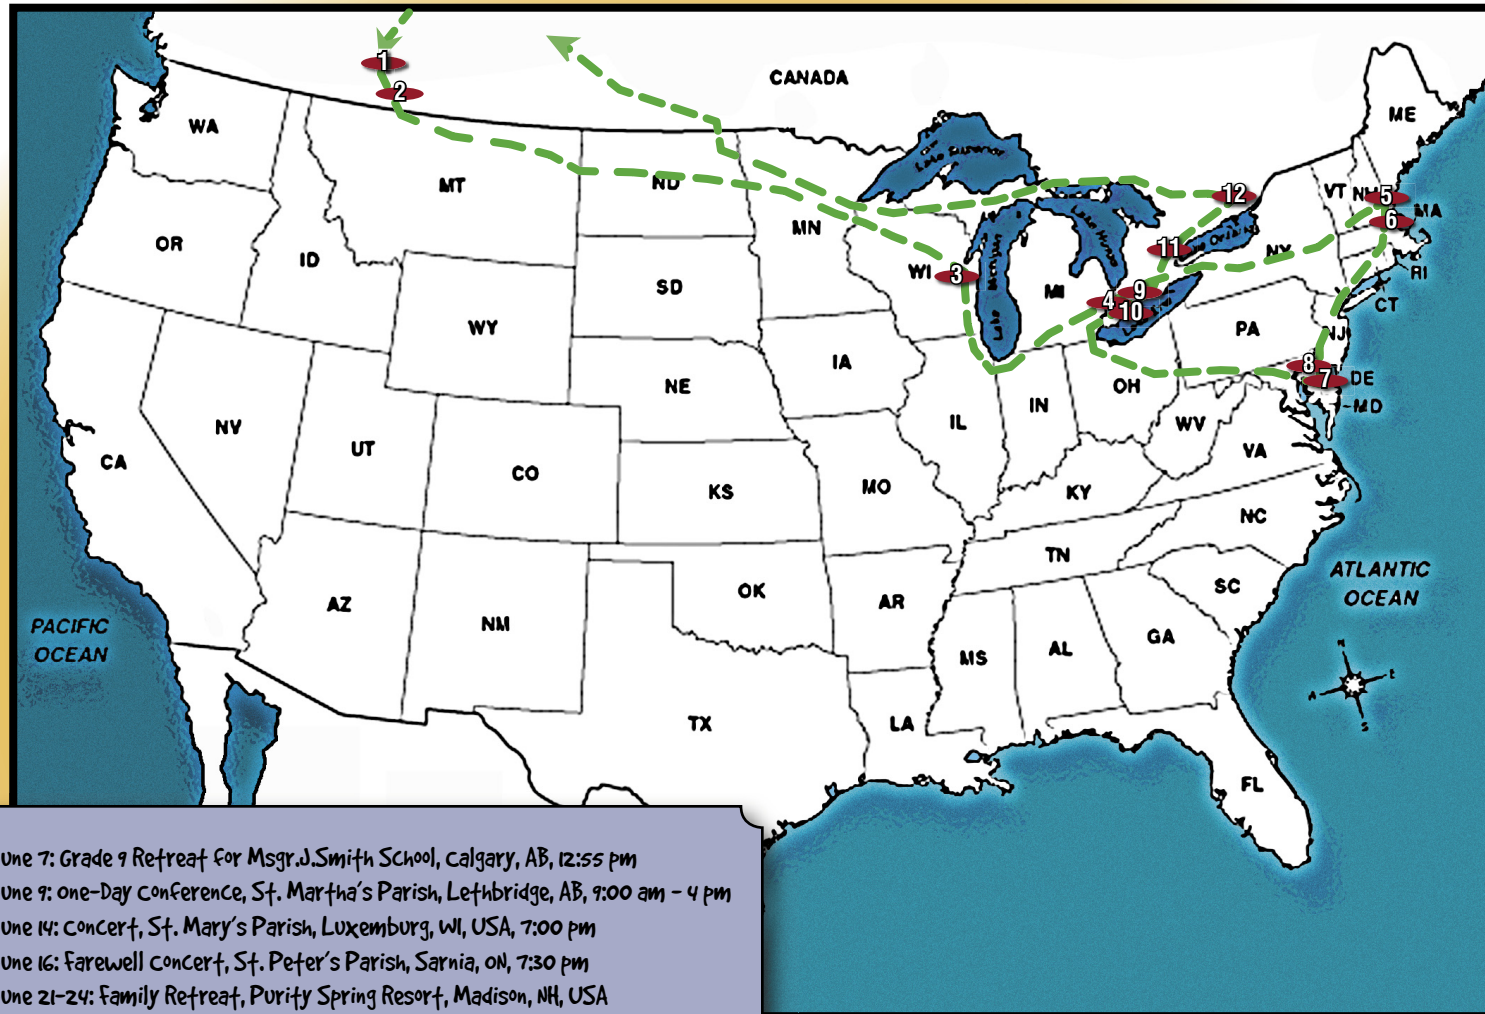 1
2
CANADA
WA
ME
MT
ND
Lake Superior
12
VT
NH
5
MA
6
OR
ID
MN
11
NY
WI
3
Michigan
Lake
Lake Huron
MI
RI
SD
4
9
10
CT
WY
PA
NJ
IA
8
7
DE
NE
OH
MD
IN
NV
IL
WV
UT
VA
CA
CO
KS
MO
KY
NC
TN
ATLANTIC
OCEAN
OK
SC
AZ
AR
NM
GA
PACIFIC
OCEAN
MS
AL
N
E
A
S
TX
LA
FL
une 7: Grade 9 Retreat for Msgr.J.Smith School, Calgary, AB, 12:55 pm
une 9: One-Day Conference, St. Martha's Parish, Lethbridge, AB, 9:00 am - 4 pm
une 14: Concert, St. Mary's Parish, Luxemburg, WI, USA, 7:00 pm
une 16: Farewell Concert, St. Peter's Parish, Sarnia, ON, 7:30 pm
une 21-24: Family Retreat, Purity Spring Resort, Madison, NH, USA